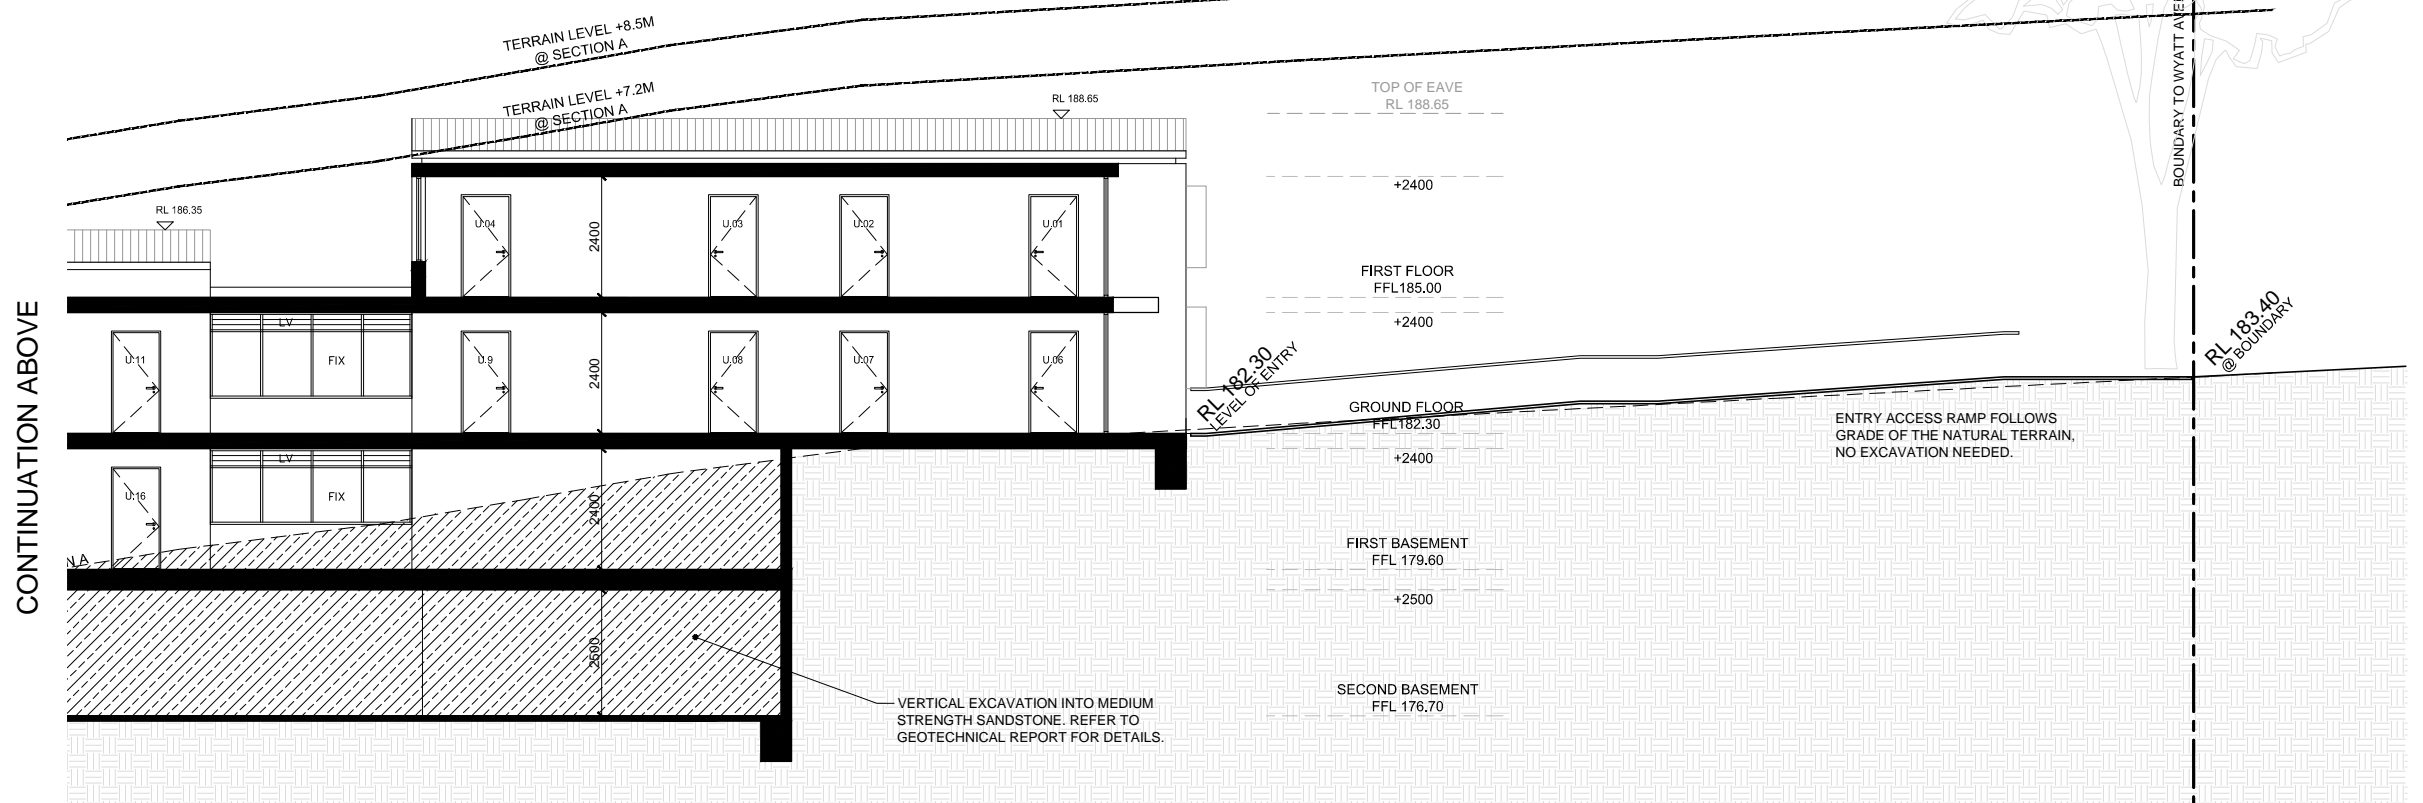 TERRAIN LEVEL +8.5M
@ SECTION A
TERRAIN LEVEL +7.2M
@ SECTION A
RL 188.65
TOP OF EAVE
RL 188.65
BOUNDARY TO WYATT
+2400
RL 186.35
U.04
U.03
U.02
U.01
2400
FIRST FLOOR
FFL185.00
+2400
CONTINUATION ABOVE
LV
FIX
U.11
U.9
U.08
U.07
U.06
2400
RL 182.30
LEVEL OF ENTRY
RL 183.40
@ BOUNDARY
GROUND FLOOR
FFL182.30
+2400
ENTRY ACCESS RAMP FOLLOWS
GRADE OF THE NATURAL TERRAIN,
NO EXCAVATION NEEDED.
LV
FIX
U.16
2400
A
FIRST BASEMENT
FFL 179.60
+2500
2500
SECOND BASEMENT
FFL 176.70
VERTICAL EXCAVATION INTO MEDIUM
STRENGTH SANDSTONE. REFER TO
GEOTECHNICAL REPORT FOR DETAILS.